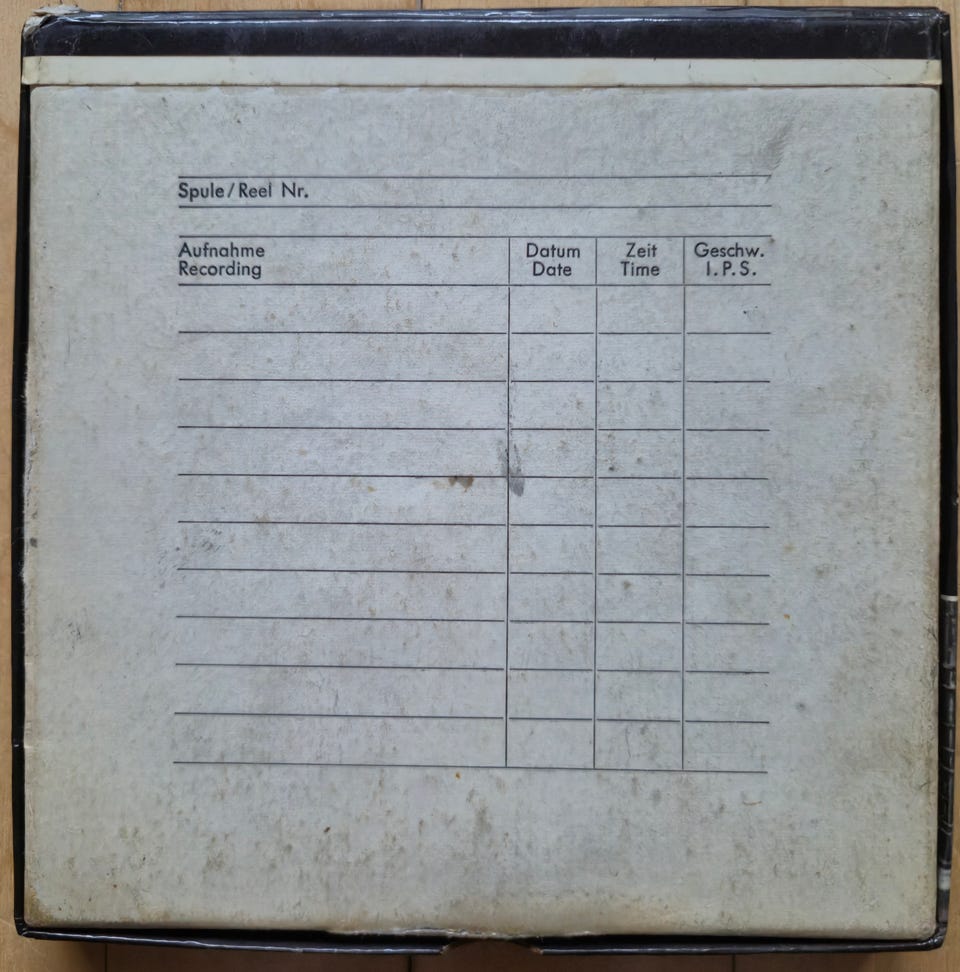 Spule/Reel Nr.
Aufnahme Datum Zeit Geschw.
Recording Date Time I.P.S.